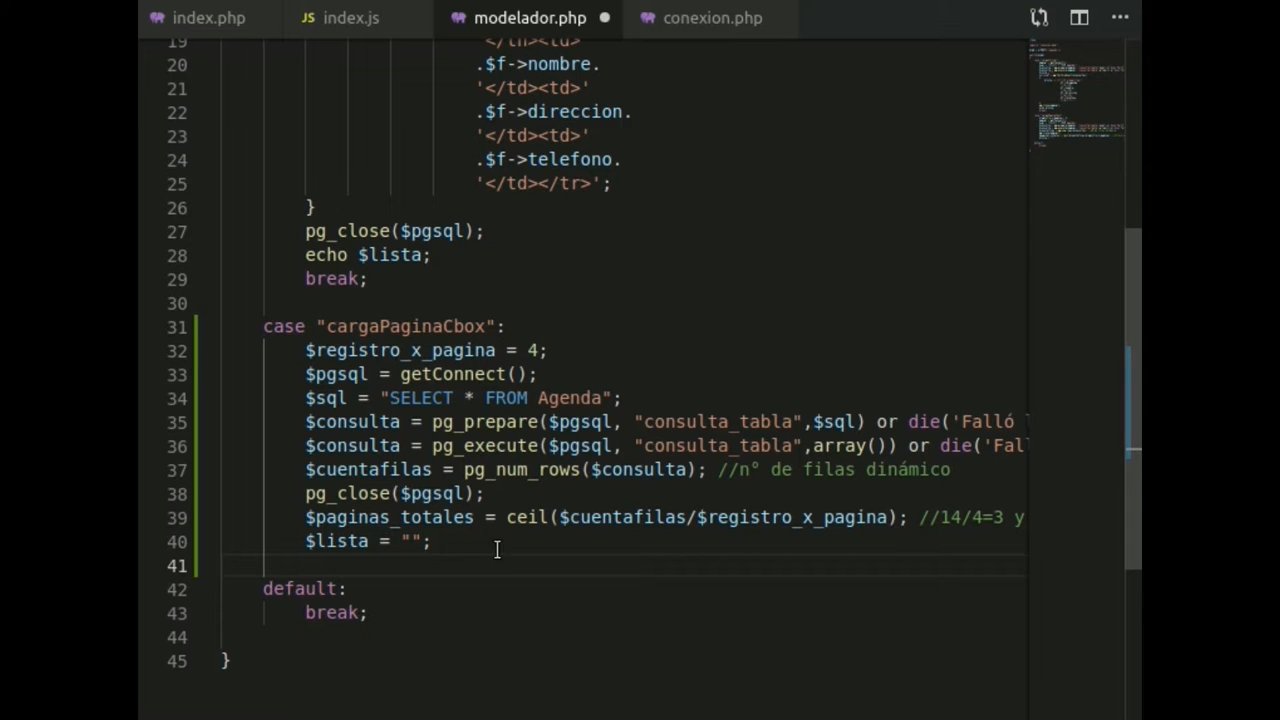 index.php JS index.js modelador.php conexion.php
19 '</th><td>'
20 .$f->nombre.
21 '</td><td>'
22 .$f->direccion.
23 '</td><td>'
24 .$f->telefono.
25 '</td></tr>';
26 }
27 pg_close($pgsql);
28 echo $lista;
29 break;
30
31 case "cargaPaginaCbox":
32 $registro_x_pagina = 4;
33 $pgsql = getConnect();
34 $sql = "SELECT * FROM Agenda";
35 $consulta = pg_prepare($pgsql, "consulta_tabla",$sql) or die('Falló
36 $consulta = pg_execute($pgsql, "consulta_tabla",array()) or die('Fal
37 $cuentafilas = pg_num_rows($consulta); //n° de filas dinámico
38 pg_close($pgsql);
39 $paginas_totales = ceil($cuentafilas/$registro_x_pagina); //14/4=3 y
40 $lista = "";
41
42 default:
43 break;
44
45 }